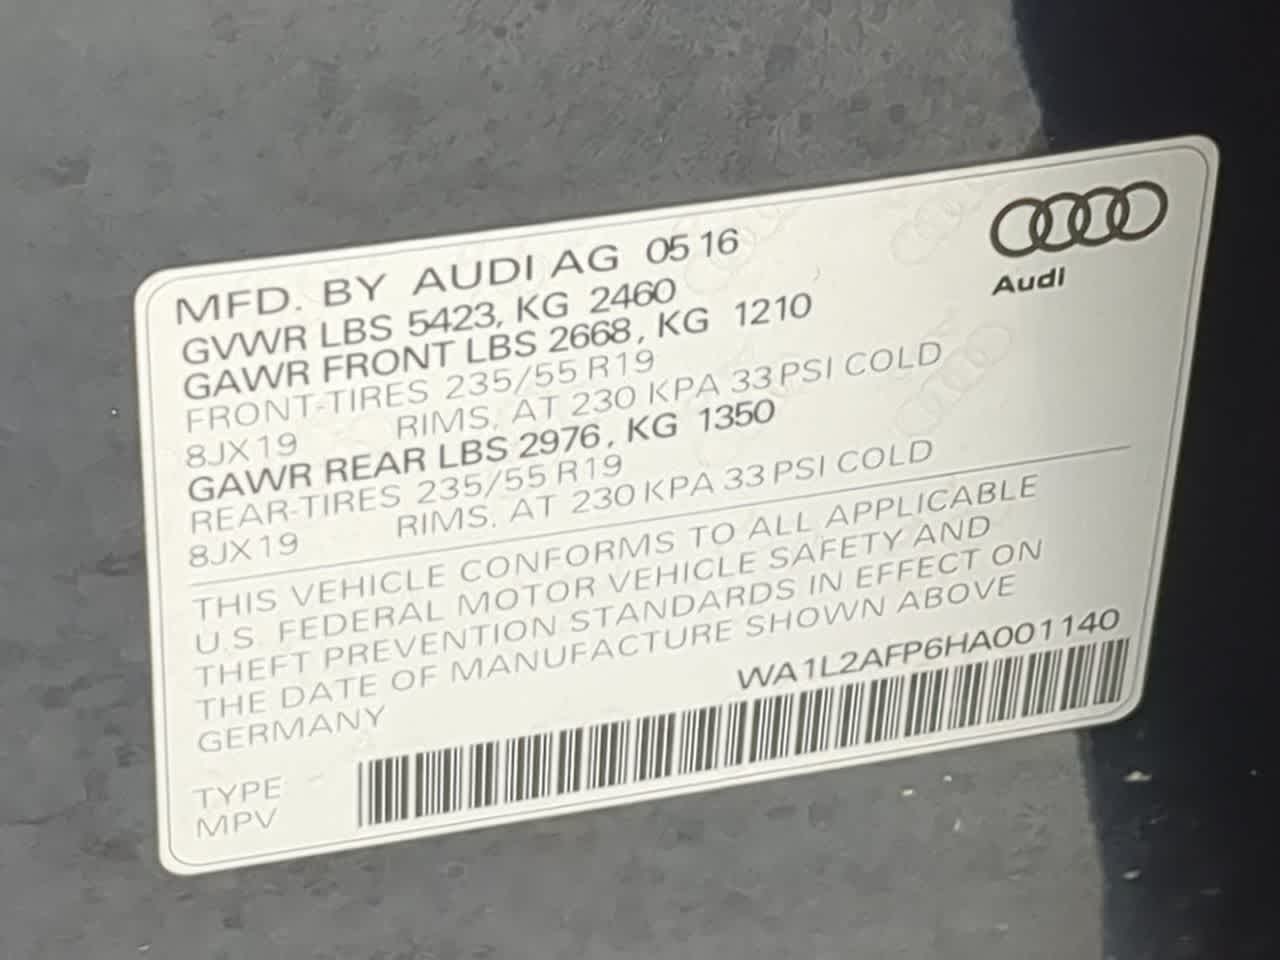 Audi
MFD. BY AUDI AG 05 16
GVWR LBS 5423, KG 2460
GAWR FRONT LBS 2668, KG 1210
FRONT-TIRES 235/55 R19
8JX19 RIMS, AT 230 KPA 33 PSI COLD
GAWR REAR LBS 2976, KG 1350
REAR-TIRES 235/55 R19
8JX19 RIMS, AT 230 KPA 33 PSI COLD
THIS VEHICLE CONFORMS TO ALL APPLICABLE
U.S. FEDERAL MOTOR VEHICLE SAFETY AND
THEFT PREVENTION STANDARDS IN EFFECT ON
THE DATE OF MANUFACTURE SHOWN ABOVE
GERMANY
WA1L2AFP6HA001140
TYPE
MPV